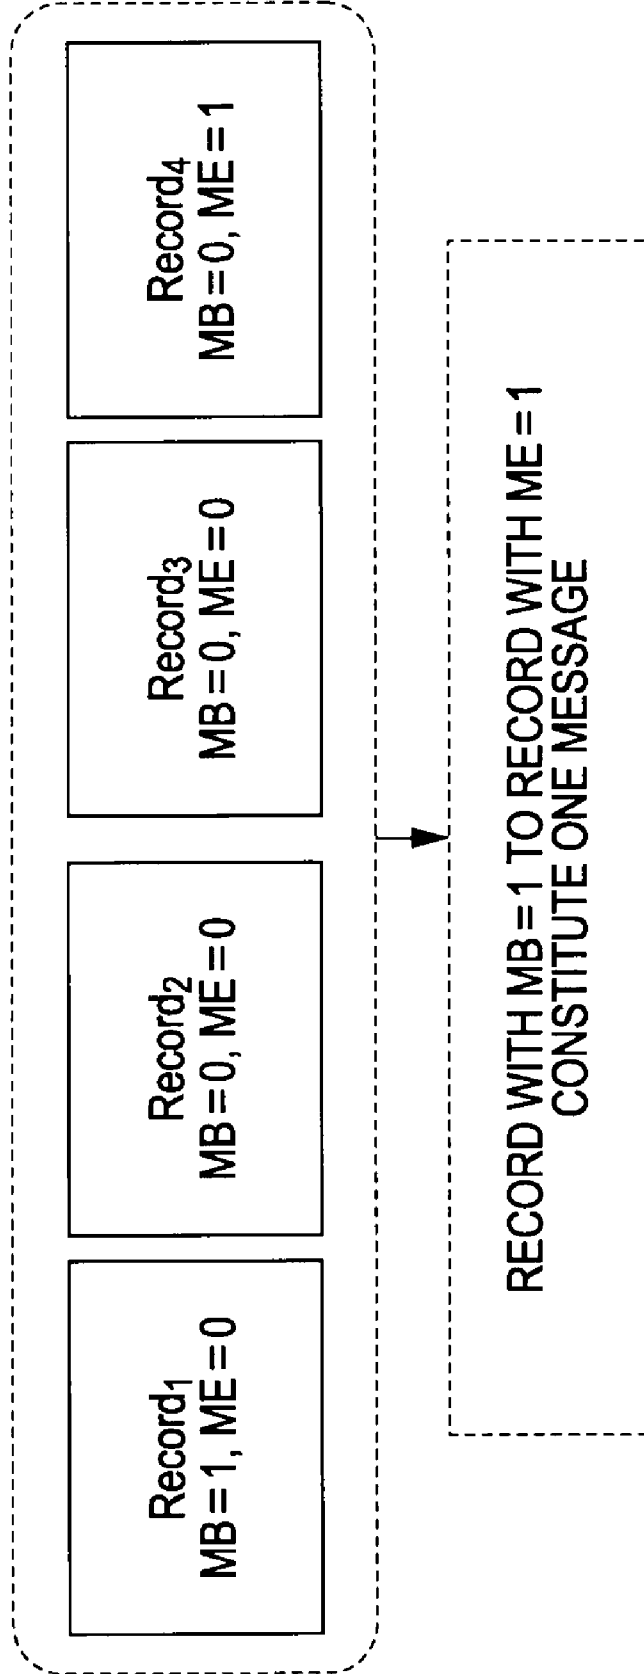 Record1
MB=1, ME=0
Record2
MB=0, ME=0
Record3
MB=0, ME=0
Record4
MB=0, ME=1
RECORD WITH MB=1 TO RECORD WITH ME=1
CONSTITUTE ONE MESSAGE